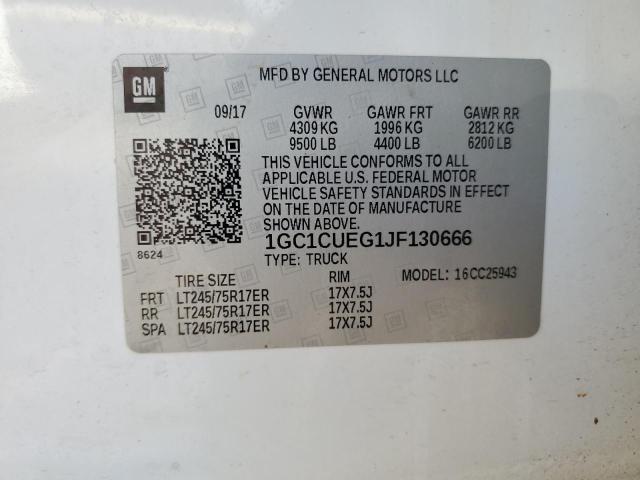 GM
MFD BY GENERAL MOTORS LLC
09/17 GVWR GAWR FRT GAWR RR
4309 KG 1996 KG 2812 KG
9500 LB 4400 LB 6200 LB
THIS VEHICLE CONFORMS TO ALL
APPLICABLE U.S. FEDERAL MOTOR
VEHICLE SAFETY STANDARDS IN EFFECT
ON THE DATE OF MANUFACTURE
SHOWN ABOVE.
8624
1GC1CUEG1JF130666
TYPE: TRUCK
TIRE SIZE RIM MODEL: 16CC25943
FRT LT245/75R17ER 17X7.5J
RR LT245/75R17ER 17X7.5J
SPA LT245/75R17ER 17X7.5J